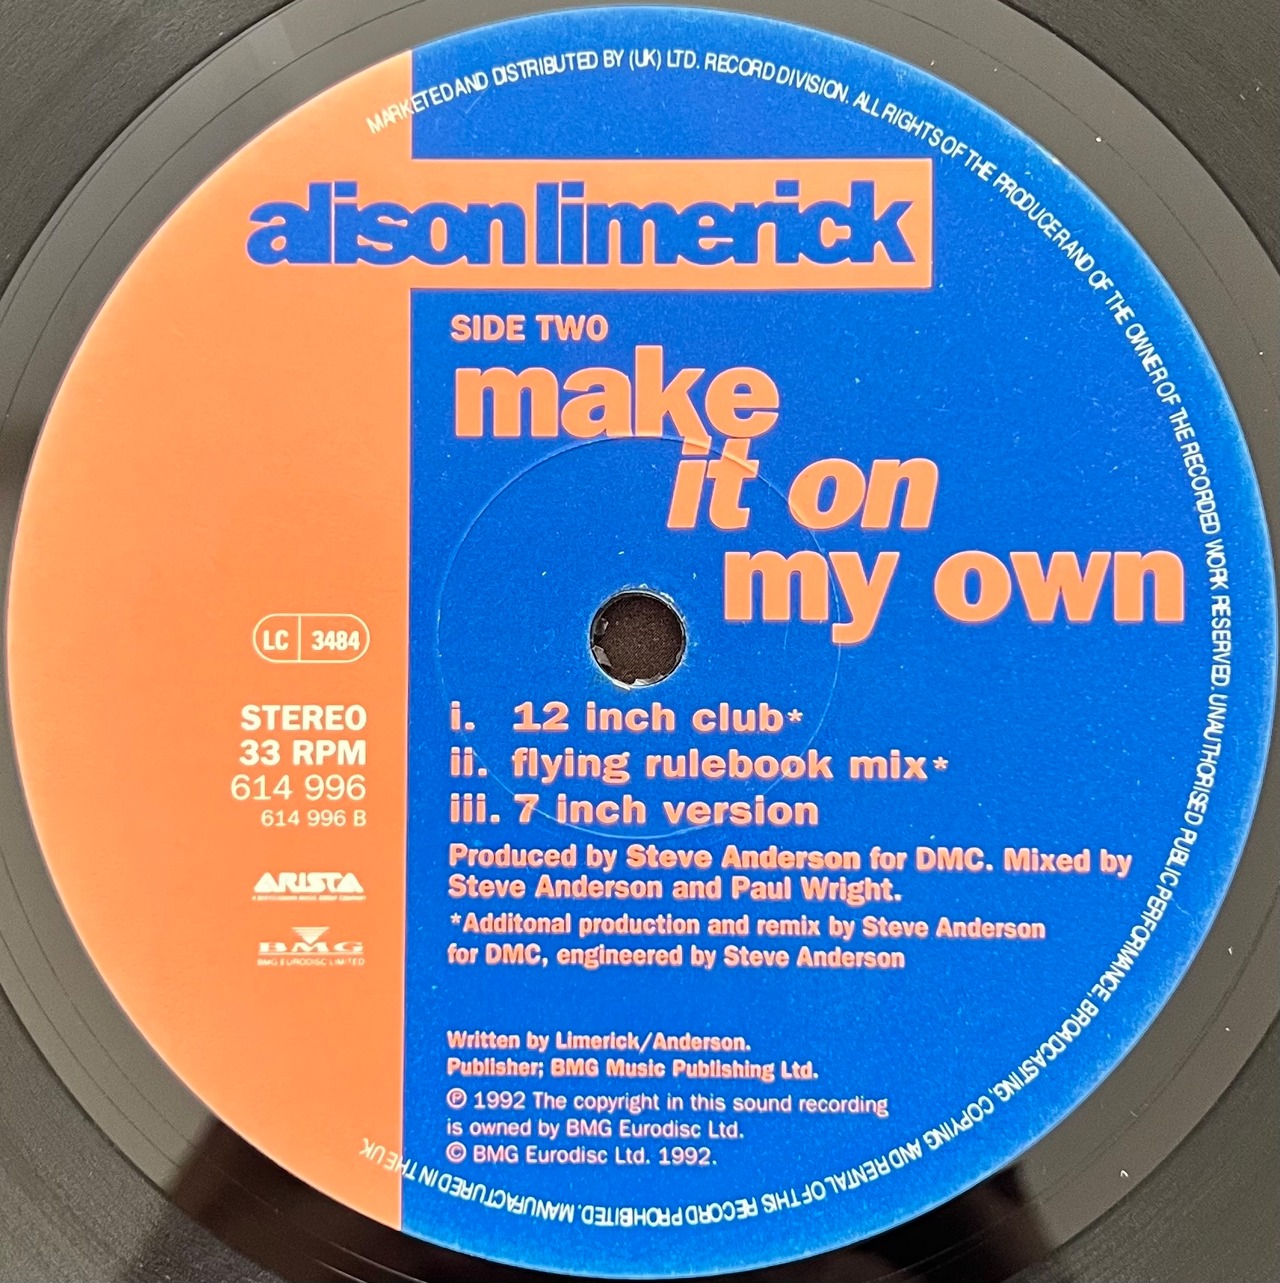 MARKETED AND DISTRIBUTED BY (UK) LTD. RECORD DIVISION. ALL RIGHTS OF THE PRODUCER AND OF THE OWNER OF THE RECORDED WORK RESERVED. UNAUTHORISED PUBLIC PERFORMANCE, BROADCASTING, COPYING AND RENTAL OF THIS RECORD PROHIBITED. MANUFACTURED IN THE UK
alison limerick
SIDE TWO
make
it on
my own
LC 3484
STEREO
33 RPM
614 996
614 996 B
ARISTA
BMG
BMG EURODISC LIMITED
i. 12 inch club*
ii. flying rulebook mix*
iii. 7 inch version
Produced by Steve Anderson for DMC. Mixed by
Steve Anderson and Paul Wright.
*Additonal production and remix by Steve Anderson
for DMC, engineered by Steve Anderson
Written by Limerick/Anderson.
Publisher; BMG Music Publishing Ltd.
℗ 1992 The copyright in this sound recording
is owned by BMG Eurodisc Ltd.
© BMG Eurodisc Ltd. 1992.